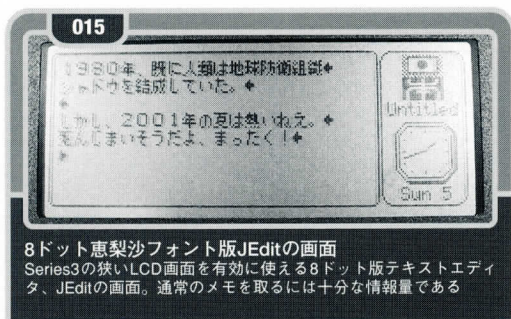 015
1980年、既に人類は地球防衛組織
シャドウを結成していた。
しかし、2001年の夏は熱いねえ。
死んじまいそうだよ、まったく！
Untitled
Sun 5
8ドット恵梨沙フォント版JEditの画面
Series3の狭いLCD画面を有効に使える8ドット版テキストエディ
タ、JEditの画面。通常のメモを取るには十分な情報量である